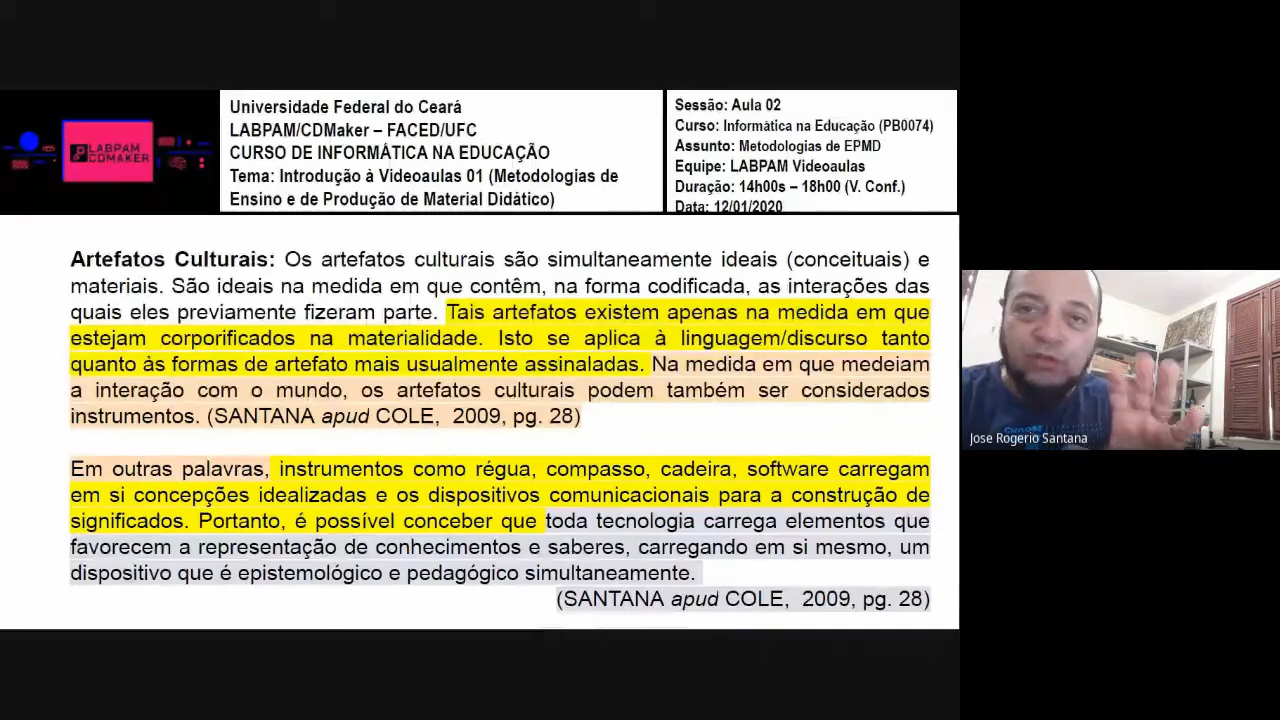 LABPAM
CDMAKER
Universidade Federal do Ceará
LABPAM/CDMaker – FACED/UFC
CURSO DE INFORMÁTICA NA EDUCAÇÃO
Tema: Introdução à Videoaulas 01 (Metodologias de
Ensino e de Produção de Material Didático)
Sessão: Aula 02
Curso: Informática na Educação (PB0074)
Assunto: Metodologias de EPMD
Equipe: LABPAM Videoaulas
Duração: 14h00s – 18h00 (V. Conf.)
Data: 12/01/2020
Artefatos Culturais: Os artefatos culturais são simultaneamente ideais (conceituais) e
materiais. São ideais na medida em que contêm, na forma codificada, as interações das
quais eles previamente fizeram parte. Tais artefatos existem apenas na medida em que
estejam corporificados na materialidade. Isto se aplica à linguagem/discurso tanto
quanto às formas de artefato mais usualmente assinaladas. Na medida em que medeiam
a interação com o mundo, os artefatos culturais podem também ser considerados
instrumentos. (SANTANA apud COLE, 2009, pg. 28)
Em outras palavras, instrumentos como régua, compasso, cadeira, software carregam
em si concepções idealizadas e os dispositivos comunicacionais para a construção de
significados. Portanto, é possível conceber que toda tecnologia carrega elementos que
favorecem a representação de conhecimentos e saberes, carregando em si mesmo, um
dispositivo que é epistemológico e pedagógico simultaneamente.
(SANTANA apud COLE, 2009, pg. 28)
Jose Rogerio Santana